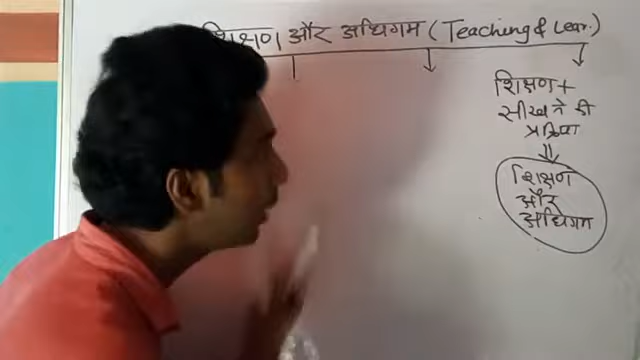 शिक्षण और अधिगम (Teaching & Lear.)
शिक्षण +
सीखने की
प्रक्रिया
शिक्षण
और
अधिगम